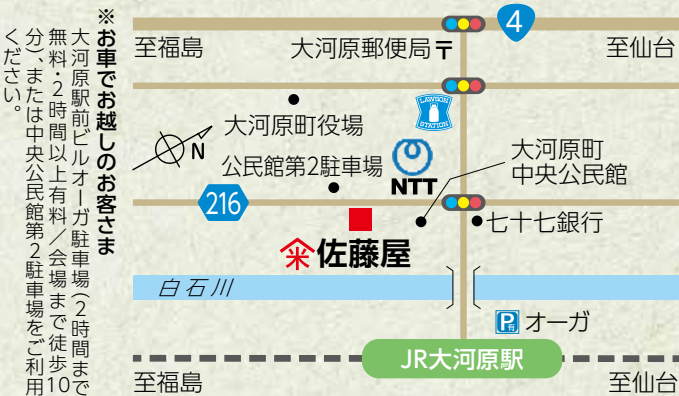 ※お車でお越しのお客さま
大河原駅前ビルオーガ駐車場(2時間まで
無料・2時間以上有料/会場まで徒歩10
分)、または中央公民館第2駐車場をご利用
ください。
4
至福島
大河原郵便局〒
至仙台
LAWSON
STATION
大河原町役場
N
公民館第2駐車場
NTT
大河原町
中央公民館
216
七十七銀行
佐藤屋
白石川
P有
オーガ
JR大河原駅
至福島
至仙台